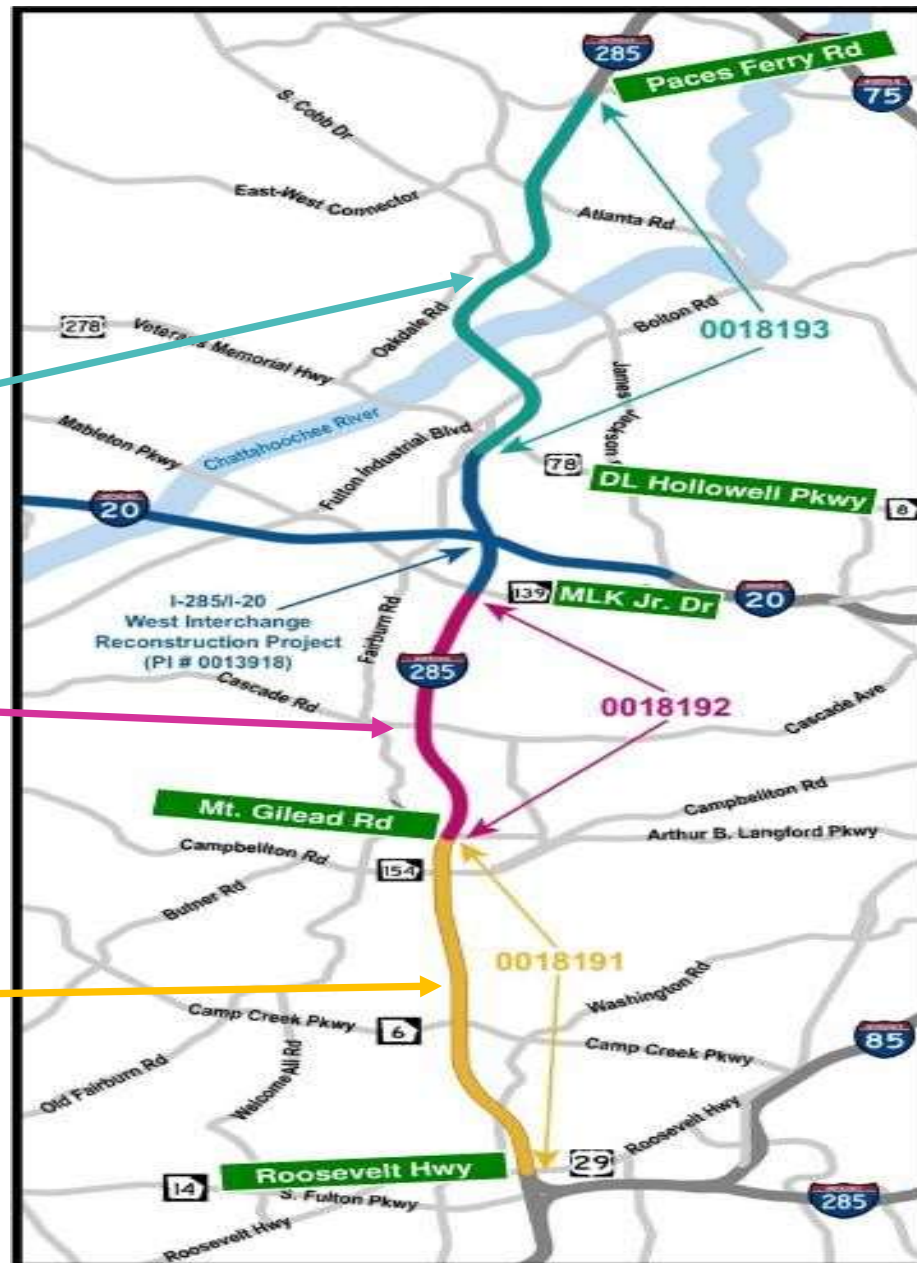 285
Paces Ferry Rd
75
S. Cobb Dr
East-West Connector
Atlanta Rd
278
Veterans Memorial Hwy
Oakdale Rd
Bolton Rd
0018193
James Jackson
Mableton Pkwy
Chattahoochee River
Fulton Industrial Blvd
78
DL Hollowell Pkwy
8
20
I-285/I-20
West Interchange
Reconstruction Project
(PI # 0013918)
139
MLK Jr. Dr
20
Fairburn Rd
285
Cascade Rd
0018192
Cascade Ave
Mt. Gilead Rd
Campbellton Rd
Arthur B. Langford Pkwy
Campbellton Rd
154
Butner Rd
0018191
Washington Rd
Camp Creek Pkwy
6
Camp Creek Pkwy
85
Old Fairburn Rd
Welcome All Rd
Roosevelt Hwy
Roosevelt Hwy
29
14
S. Fulton Pkwy
285
Roosevelt Hwy